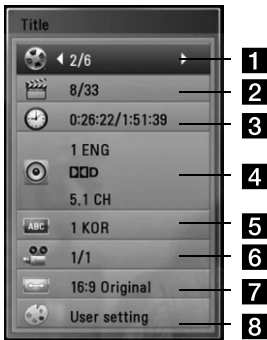 Title
2/6 1
8/33 2
0:26:22/1:51:39 3
1 ENG
DD D 4
5.1 CH
ABC 1 KOR 5
1/1 6
16:9 Original 7
User setting 8